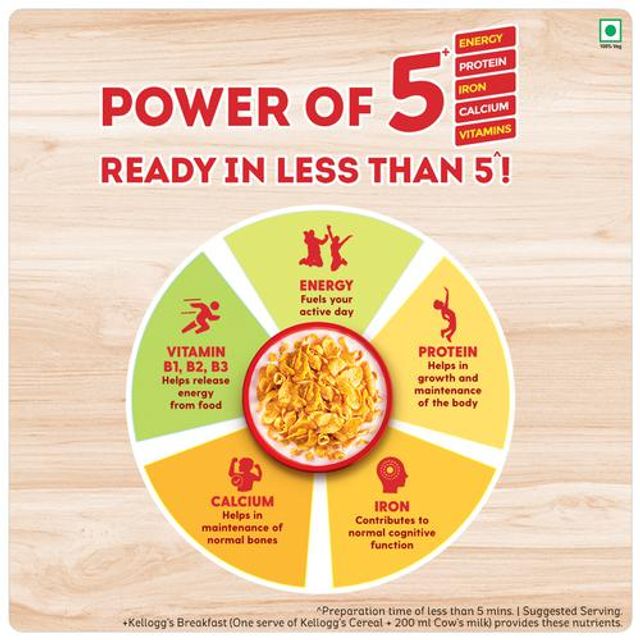 100% Veg
POWER OF 5+
ENERGY
PROTEIN
IRON
CALCIUM
VITAMINS
READY IN LESS THAN 5^!
ENERGY
Fuels your
active day
VITAMIN
B1, B2, B3
Helps release
energy
from food
PROTEIN
Helps in
growth and
maintenance
of the body
CALCIUM
Helps in
maintenance of
normal bones
IRON
Contributes to
normal cognitive
function
^Preparation time of less than 5 mins. | Suggested Serving.
+Kellogg's Breakfast (One serve of Kellogg's Cereal + 200 ml Cow's milk) provides these nutrients.